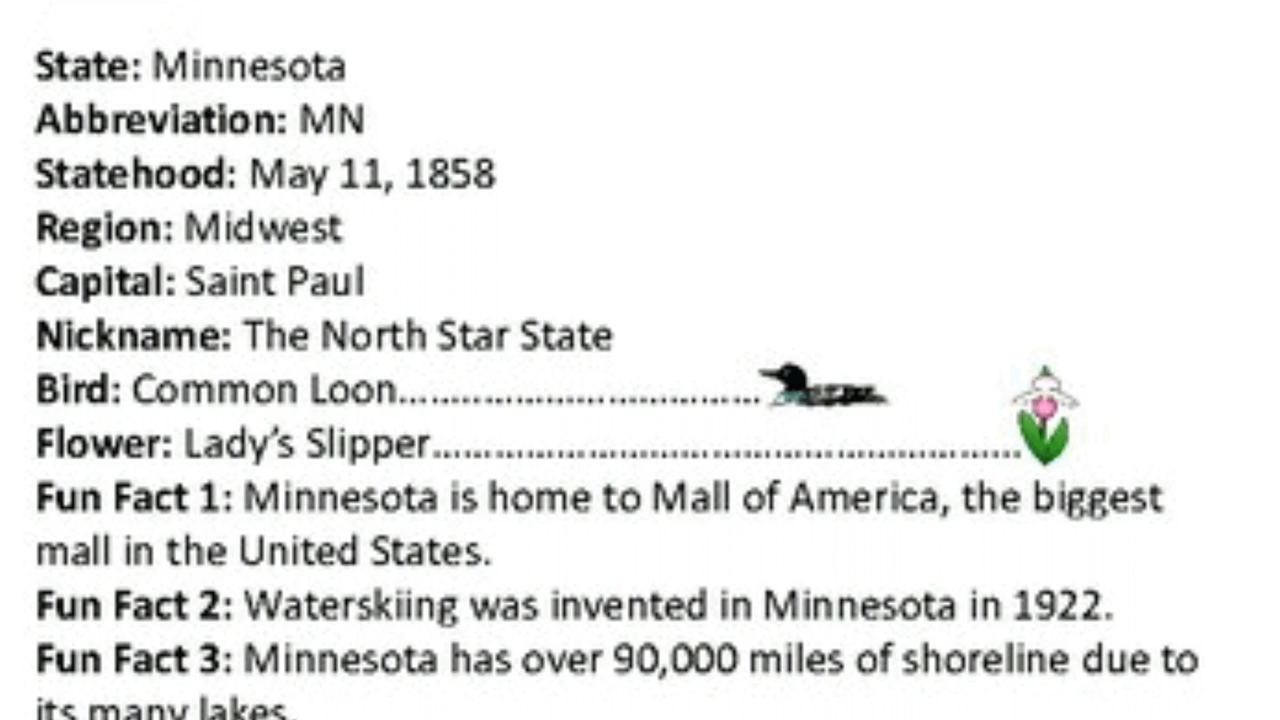 State: Minnesota
Abbreviation: MN
Statehood: May 11, 1858
Region: Midwest
Capital: Saint Paul
Nickname: The North Star State
Bird: Common Loon.......................................
Flower: Lady's Slipper...............................................................
Fun Fact 1: Minnesota is home to Mall of America, the biggest
mall in the United States.
Fun Fact 2: Waterskiing was invented in Minnesota in 1922.
Fun Fact 3: Minnesota has over 90,000 miles of shoreline due to
its many lakes.